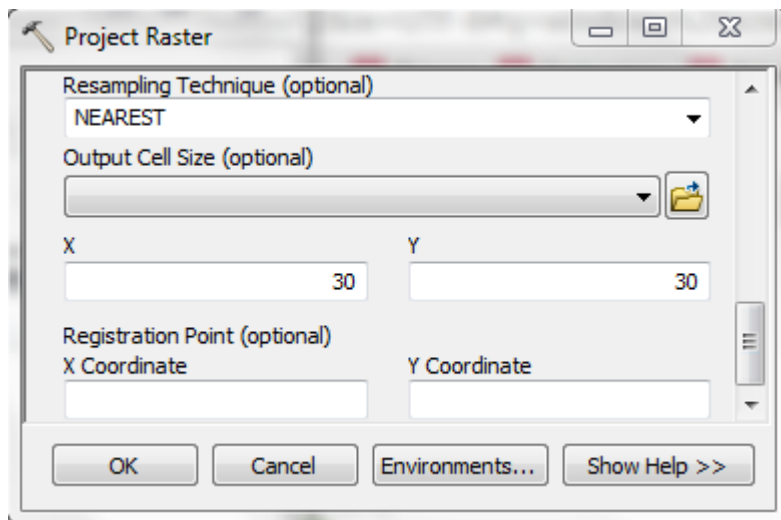 Project Raster
Resampling Technique (optional)
NEAREST
Output Cell Size (optional)
X Y
30 30
Registration Point (optional)
X Coordinate Y Coordinate
OK Cancel Environments... Show Help >>